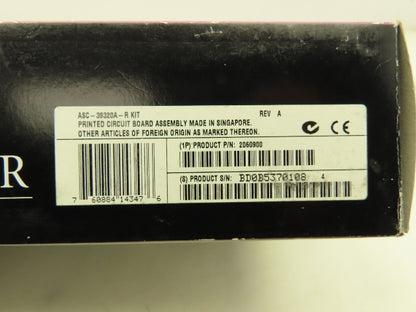 ASC-39320A-R KIT REV A
PRINTED CIRCUIT BOARD ASSEMBLY MADE IN SINGAPORE.
OTHER ARTICLES OF FOREIGN ORIGIN AS MARKED THEREON.
CE
(1P) PRODUCT P/N: 2060900
(S) PRODUCT S/N: BD0B5370108 4
7 60884 14347 6
R